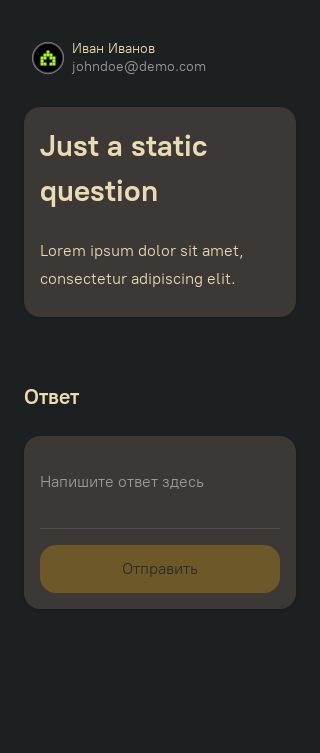 Иван Иванов
johndoe@demo.com
Just a static
question
Lorem ipsum dolor sit amet,
consectetur adipiscing elit.
Ответ
Напишите ответ здесь
Отправить